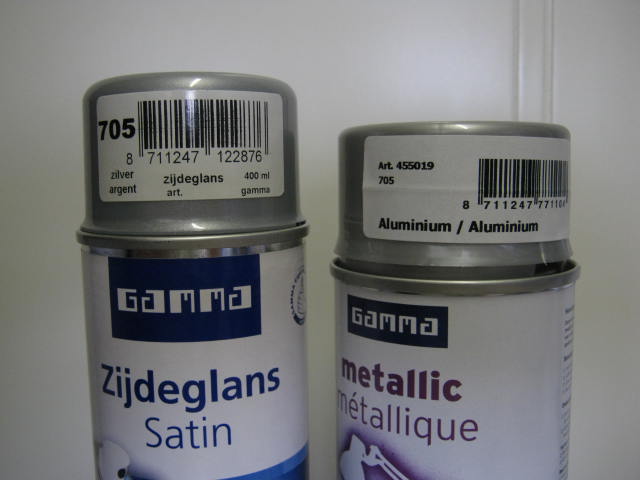 705
8 711247 122876
zilver zijdeglans 400 ml
argent art. gamma
GAMMA
Zijdeglans
Satin
Art. 455019
705
8 711247 771104
Aluminium / Aluminium
GAMMA
metallic
métallique